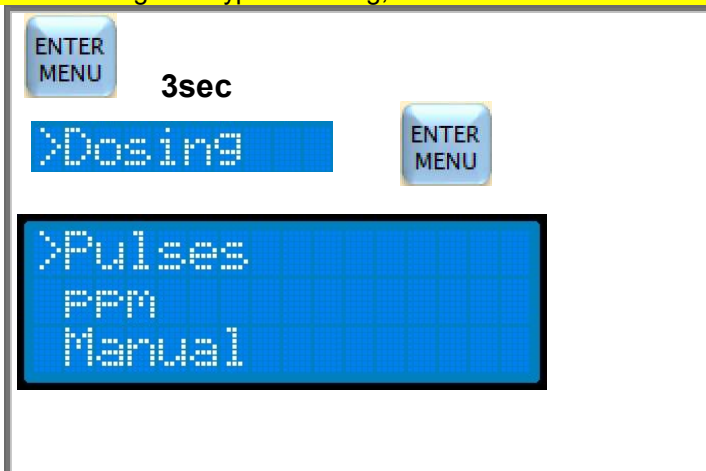 ENTER
MENU
3sec
>Dosing
ENTER
MENU
>Pulses
ppm
Manual